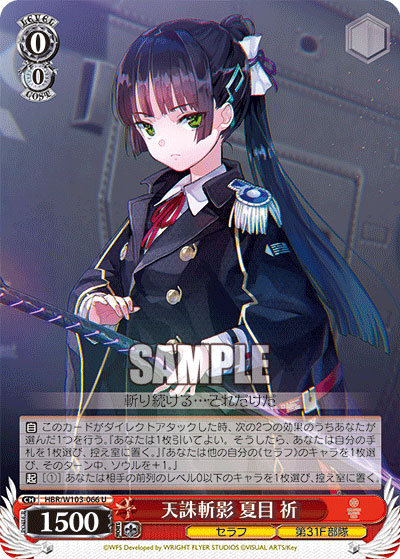 LEVEL
0
0
COST
SAMPLE
斬り続ける…それだけだ
自 このカードがダイレクトアタックした時、次の2つの効果のうちあなたが
選んだ1つを行う。『あなたは1枚引いてよい。そうしたら、あなたは自分の手
札を1枚選び、控え室に置く。』『あなたは他の自分の《セラフ》のキャラを1枚選
び、そのターン中、ソウルを+1。』
起 あなたは相手の前列のレベル0以下のキャラを1枚選び、控え室に置く。
CH HBR/W103-066 U
1500
天誅斬影 夏目 祈
セラフ
第31F部隊
©WFS Developed by WRIGHT FLYER STUDIOS ©VISUAL ARTS/Key